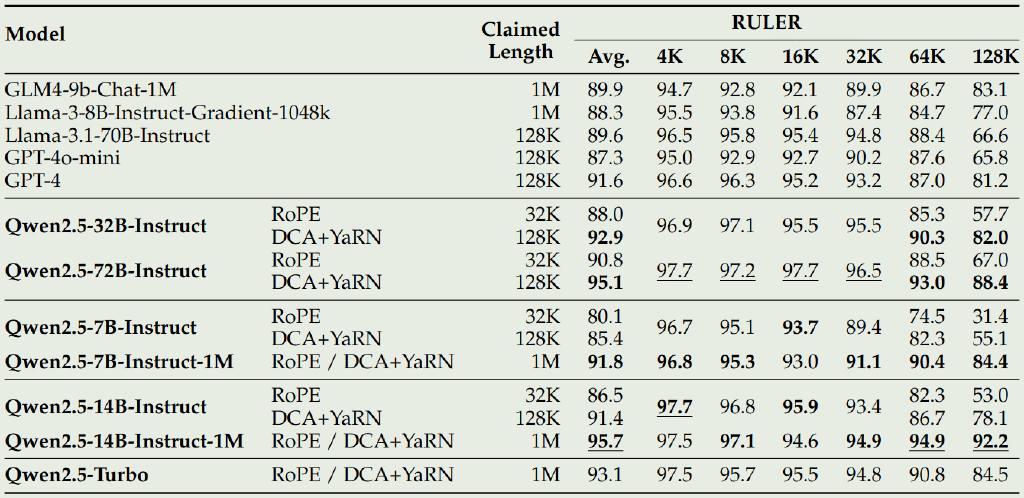 Model Claimed Length RULER
Avg. 4K 8K 16K 32K 64K 128K
GLM4-9b-Chat-1M 1M 89.9 94.7 92.8 92.1 89.9 86.7 83.1
Llama-3-8B-Instruct-Gradient-1048k 1M 88.3 95.5 93.8 91.6 87.4 84.7 77.0
Llama-3.1-70B-Instruct 128K 89.6 96.5 95.8 95.4 94.8 88.4 66.6
GPT-4o-mini 128K 87.3 95.0 92.9 92.7 90.2 87.6 65.8
GPT-4 128K 91.6 96.6 96.3 95.2 93.2 87.0 81.2
Qwen2.5-32B-Instruct RoPE 32K 88.0 96.9 97.1 95.5 95.5 85.3 57.7
DCA+YaRN 128K 92.9 90.3 82.0
Qwen2.5-72B-Instruct RoPE 32K 90.8 97.7 97.2 97.7 96.5 88.5 67.0
DCA+YaRN 128K 95.1 93.0 88.4
Qwen2.5-7B-Instruct RoPE 32K 80.1 96.7 95.1 93.7 89.4 74.5 31.4
DCA+YaRN 128K 85.4 82.3 55.1
Qwen2.5-7B-Instruct-1M RoPE / DCA+YaRN 1M 91.8 96.8 95.3 93.0 91.1 90.4 84.4
Qwen2.5-14B-Instruct RoPE 32K 86.5 97.7 96.8 95.9 93.4 82.3 53.0
DCA+YaRN 128K 91.4 86.7 78.1
Qwen2.5-14B-Instruct-1M RoPE / DCA+YaRN 1M 95.7 97.5 97.1 94.6 94.9 94.9 92.2
Qwen2.5-Turbo RoPE / DCA+YaRN 1M 93.1 97.5 95.7 95.5 94.8 90.8 84.5